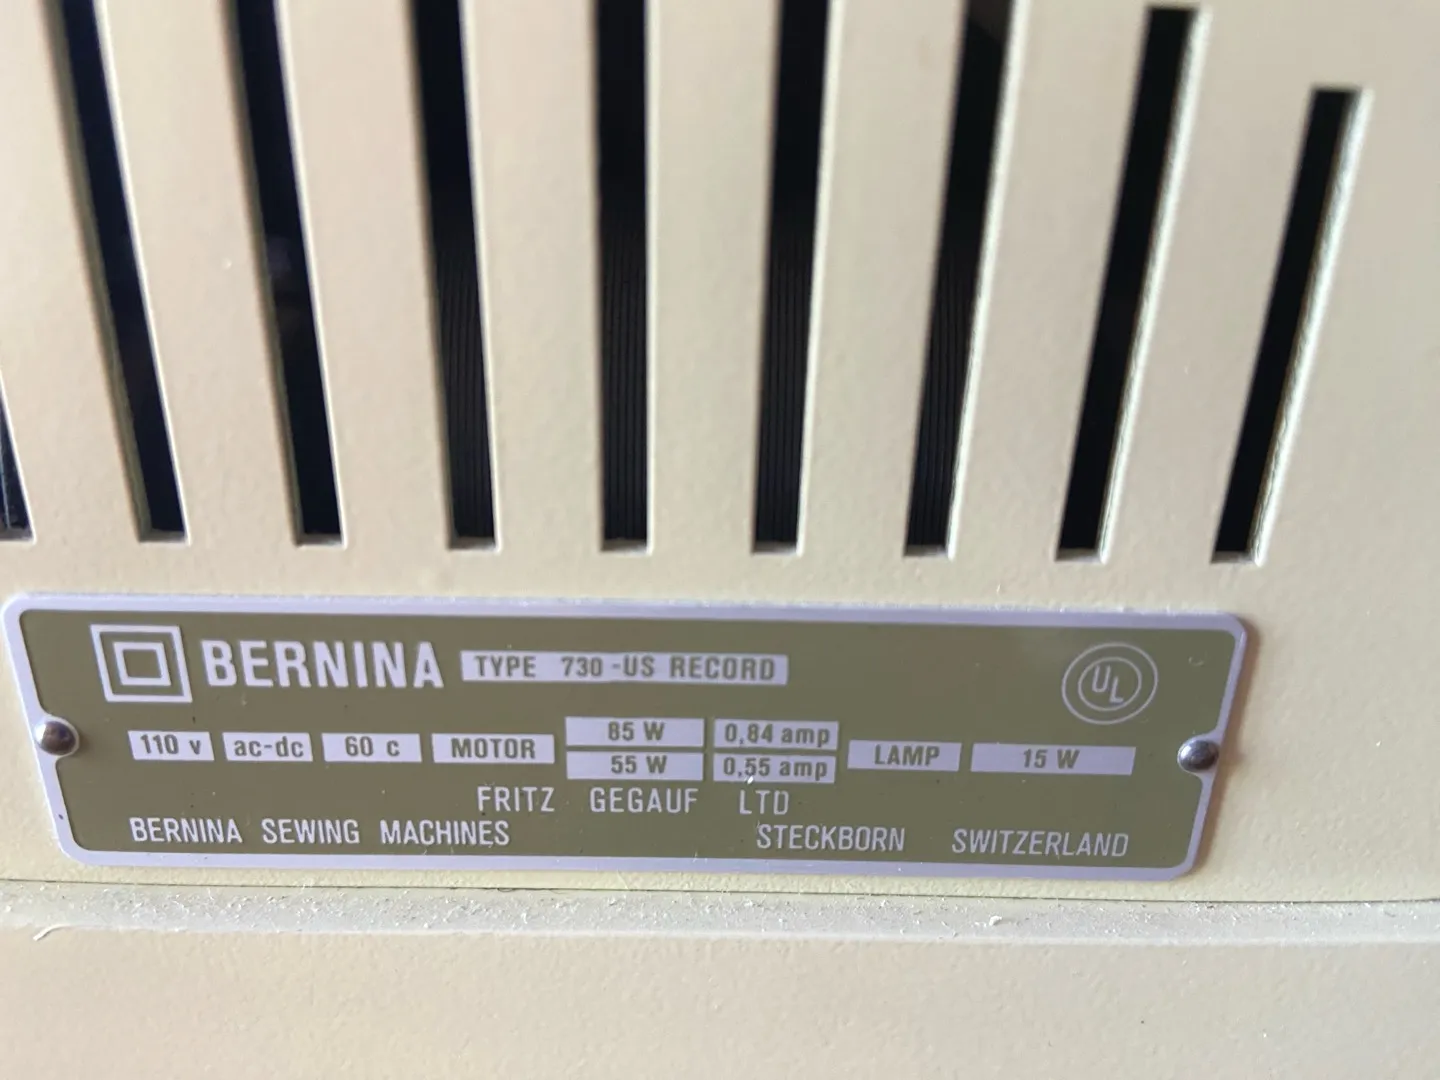 BERNINA TYPE 730-US RECORD UL
110 v ac-dc 60 c MOTOR 85 W 0,84 amp LAMP 15 W
55 W 0,55 amp
FRITZ GEGAUF LTD
BERNINA SEWING MACHINES STECKBORN SWITZERLAND